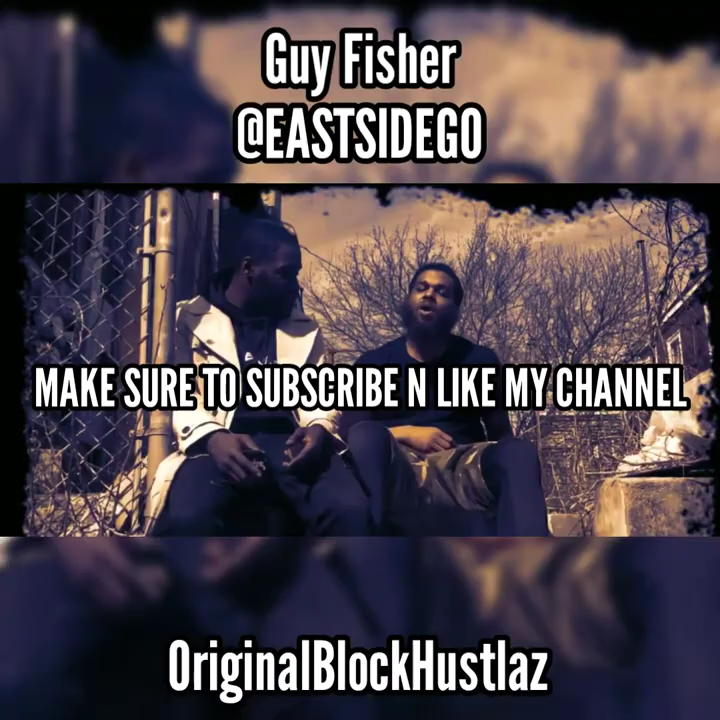 Guy Fisher
@EASTSIDEGO
MAKE SURE TO SUBSCRIBE N LIKE MY CHANNEL
OriginalBlockHustlaz